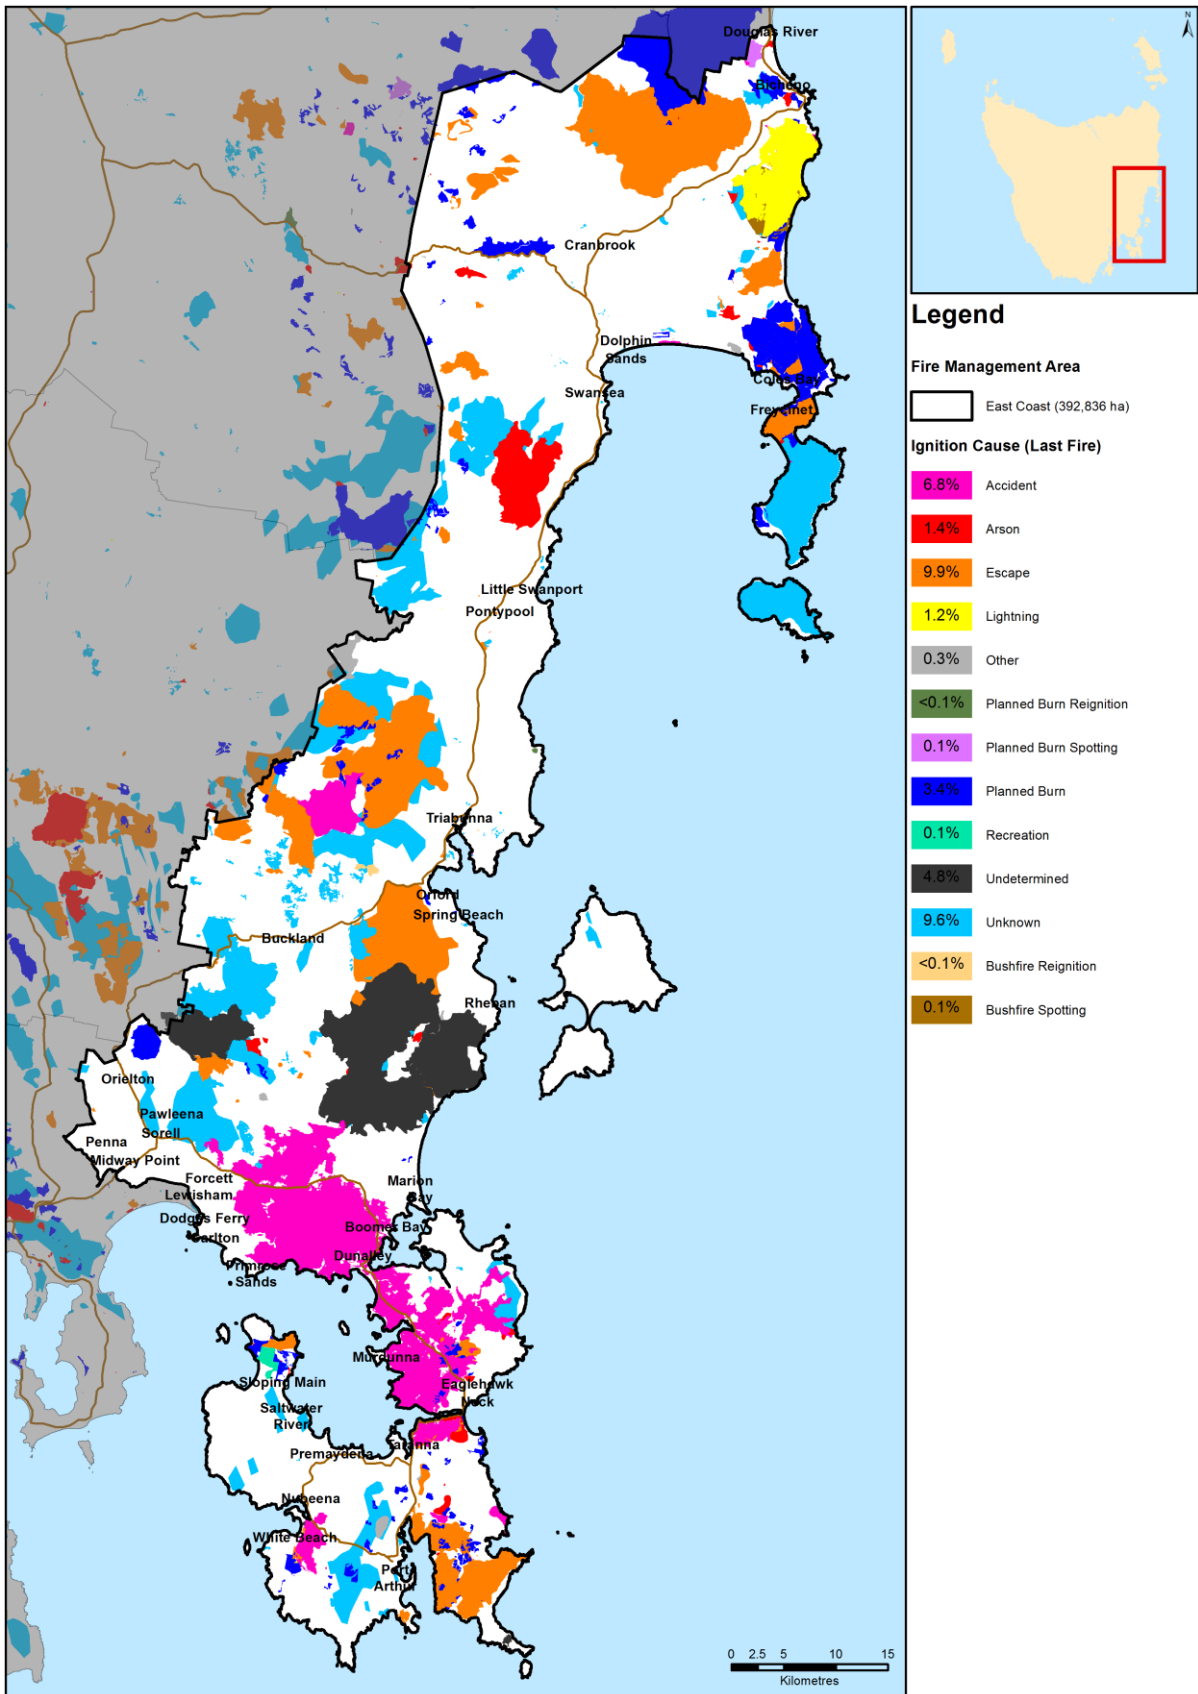 Douglas River
Bicheno
Cranbrook
Dolphin
Sands
Swansea
Coles Bay
Freycinet
Little Swanport
Pontypool
Triabunna
Orford
Spring Beach
Buckland
Rheban
Orielton
Pawleena
Sorell
Penna
Midway Point
Forcett
Lewisham
Marion
Bay
Dodges Ferry
Carlton
Boomer Bay
Dunalley
Primrose
Sands
Murdunna
Sloping Main
Eaglehawk
Neck
Saltwater
River
Taranna
Premaydena
Nubeena
White Beach
Port
Arthur
0 2.5 5 10 15
Kilometres
N
Legend
Fire Management Area
East Coast (392,836 ha)
Ignition Cause (Last Fire)
6.8% Accident
1.4% Arson
9.9% Escape
1.2% Lightning
0.3% Other
<0.1% Planned Burn Reignition
0.1% Planned Burn Spotting
3.4% Planned Burn
0.1% Recreation
4.8% Undetermined
9.6% Unknown
<0.1% Bushfire Reignition
0.1% Bushfire Spotting